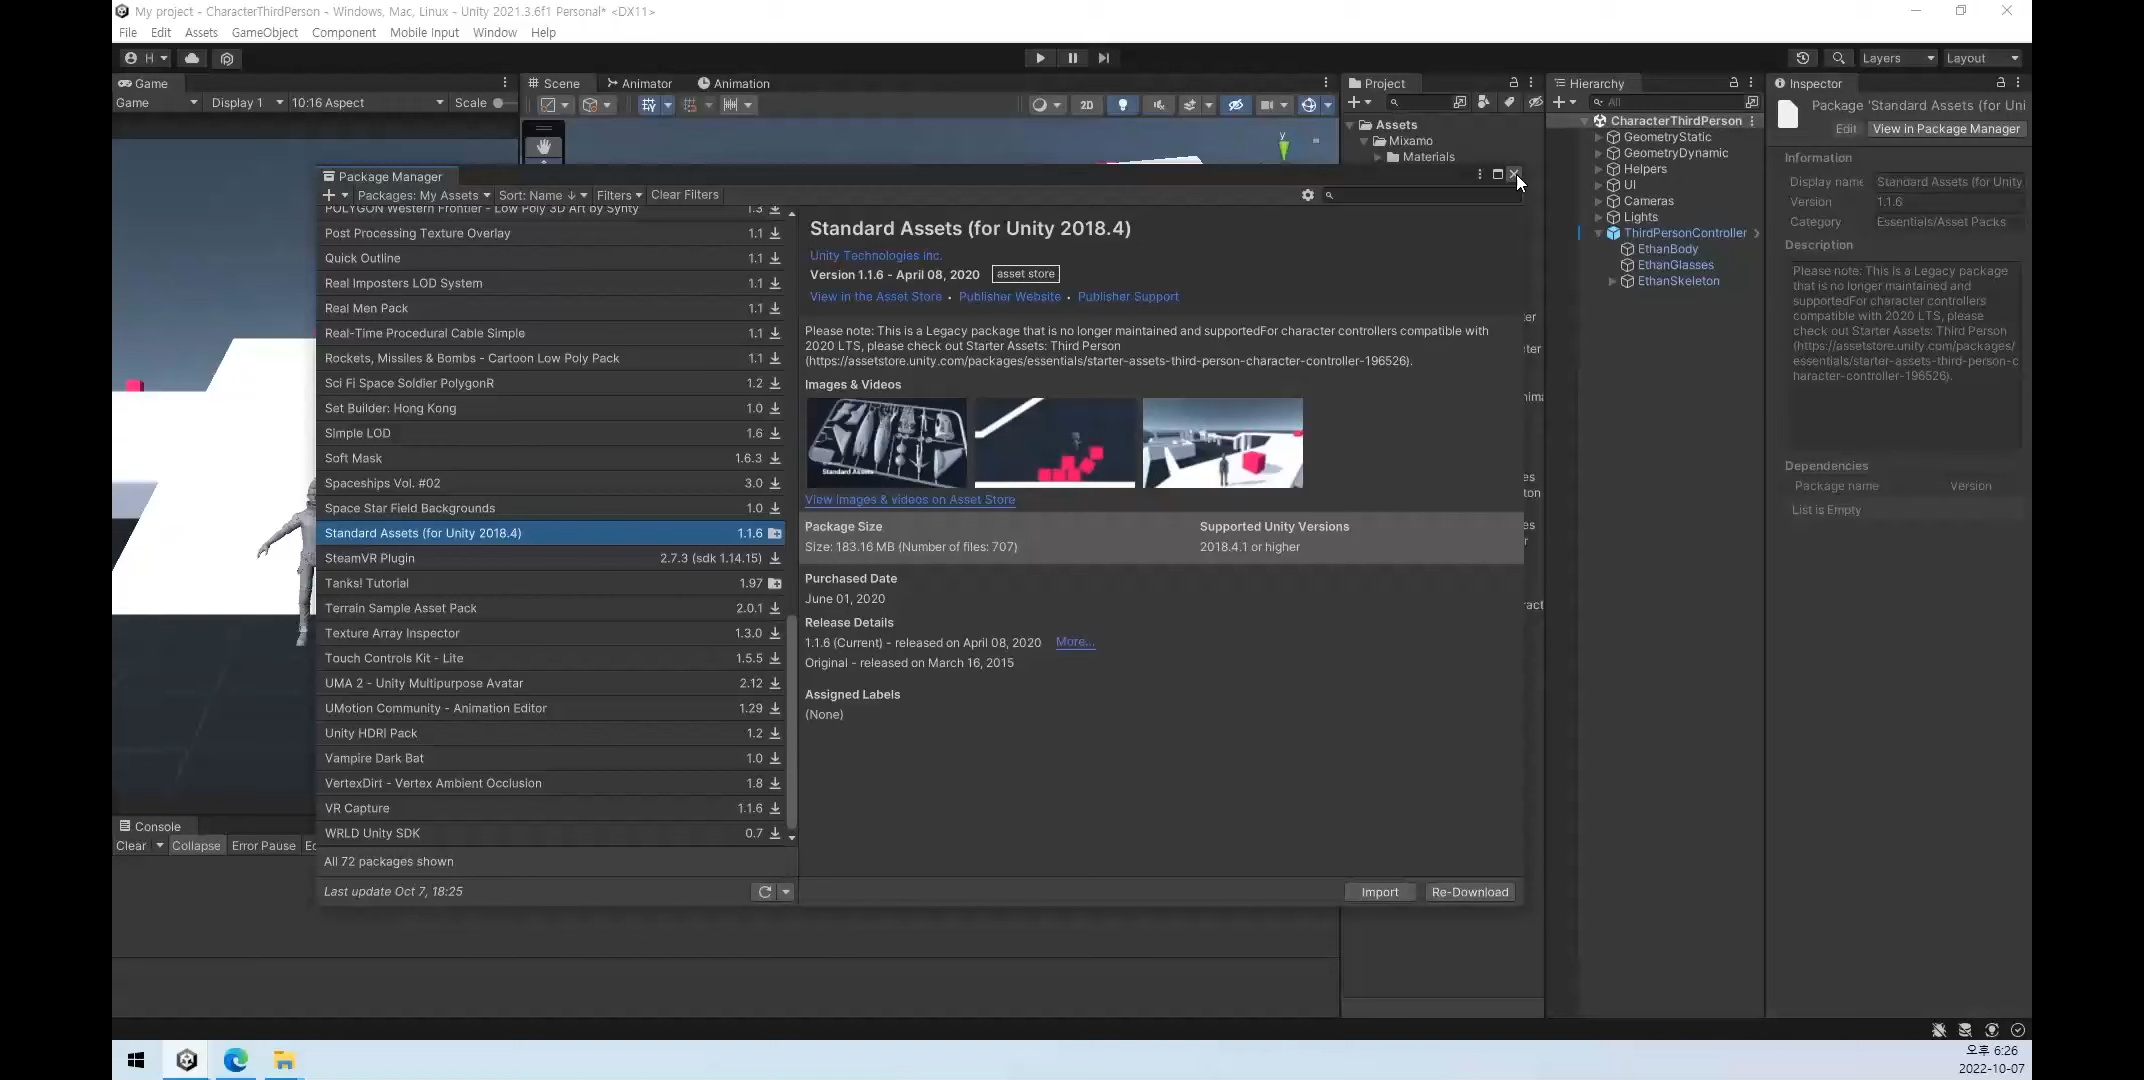 My project - CharacterThirdPerson - Windows, Mac, Linux - Unity 2021.3.6f1 Personal* <DX11>
File Edit Assets GameObject Component Mobile Input Window Help
H Layers Layout
Game
Game Display 1 10:16 Aspect Scale
Scene Animator Animation
2D
Project
Assets
Mixamo
Materials
Hierarchy
All
CharacterThirdPerson
GeometryStatic
GeometryDynamic
Helpers
UI
Cameras
Lights
ThirdPersonController
EthanBody
EthanGlasses
EthanSkeleton
Inspector
Package 'Standard Assets (for Uni
Edit View in Package Manager
Information
Display name Standard Assets (for Unity
Version 1.1.6
Category Essentials/Asset Packs
Description
Please note: This is a Legacy package
that is no longer maintained and
supportedFor character controllers
compatible with 2020 LTS, please
check out Starter Assets: Third Person
(https://assetstore.unity.com/packages/
essentials/starter-assets-third-person-c
haracter-controller-196526).
Dependencies
Package name Version
List is Empty
Package Manager
Packages: My Assets Sort: Name ↓ Filters Clear Filters
POLYGON Western Frontier - Low Poly 3D Art by Synty 1.3
Post Processing Texture Overlay 1.1
Quick Outline 1.1
Real Imposters LOD System 1.1
Real Men Pack 1.1
Real-Time Procedural Cable Simple 1.1
Rockets, Missiles & Bombs - Cartoon Low Poly Pack 1.1
Sci Fi Space Soldier PolygonR 1.2
Set Builder: Hong Kong 1.0
Simple LOD 1.6
Soft Mask 1.6.3
Spaceships Vol. #02 3.0
Space Star Field Backgrounds 1.0
Standard Assets (for Unity 2018.4) 1.1.6
SteamVR Plugin 2.7.3 (sdk 1.14.15)
Tanks! Tutorial 1.97
Terrain Sample Asset Pack 2.0.1
Texture Array Inspector 1.3.0
Touch Controls Kit - Lite 1.5.5
UMA 2 - Unity Multipurpose Avatar 2.12
UMotion Community - Animation Editor 1.29
Unity HDRI Pack 1.2
Vampire Dark Bat 1.0
VertexDirt - Vertex Ambient Occlusion 1.8
VR Capture 1.1.6
WRLD Unity SDK 0.7
All 72 packages shown
Last update Oct 7, 18:25
Standard Assets (for Unity 2018.4)
Unity Technologies Inc.
Version 1.1.6 - April 08, 2020 asset store
View in the Asset Store • Publisher Website • Publisher Support
Please note: This is a Legacy package that is no longer maintained and supportedFor character controllers compatible with
2020 LTS, please check out Starter Assets: Third Person
(https://assetstore.unity.com/packages/essentials/starter-assets-third-person-character-controller-196526).
Images & Videos
Standard Assets
View images & videos on Asset Store
Package Size Supported Unity Versions
Size: 183.16 MB (Number of files: 707) 2018.4.1 or higher
Purchased Date
June 01, 2020
Release Details
1.1.6 (Current) - released on April 08, 2020 More...
Original - released on March 16, 2015
Assigned Labels
(None)
Import Re-Download
Console
Clear Collapse Error Pause
오후 6:26
2022-10-07